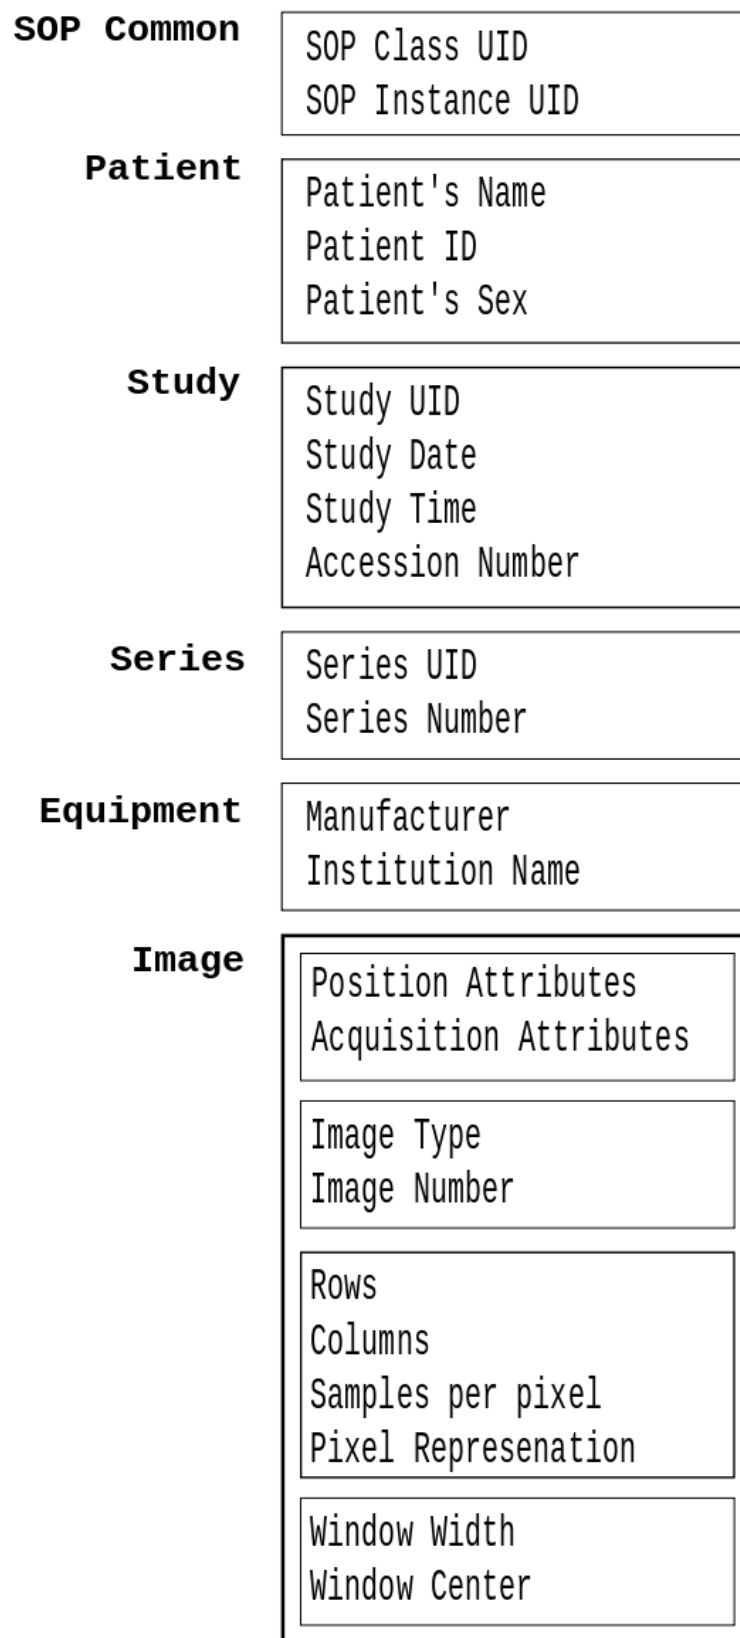 SOP Common
SOP Class UID
SOP Instance UID
Patient
Patient's Name
Patient ID
Patient's Sex
Study
Study UID
Study Date
Study Time
Accession Number
Series
Series UID
Series Number
Equipment
Manufacturer
Institution Name
Image
Position Attributes
Acquisition Attributes
Image Type
Image Number
Rows
Columns
Samples per pixel
Pixel Represenation
Window Width
Window Center